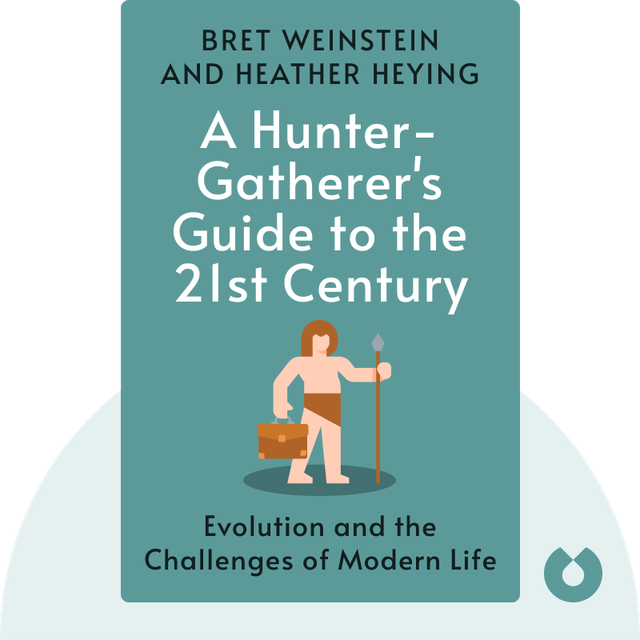 BRET WEINSTEIN
AND HEATHER HEYING
A Hunter-
Gatherer's
Guide to the
21st Century
Evolution and the
Challenges of Modern Life